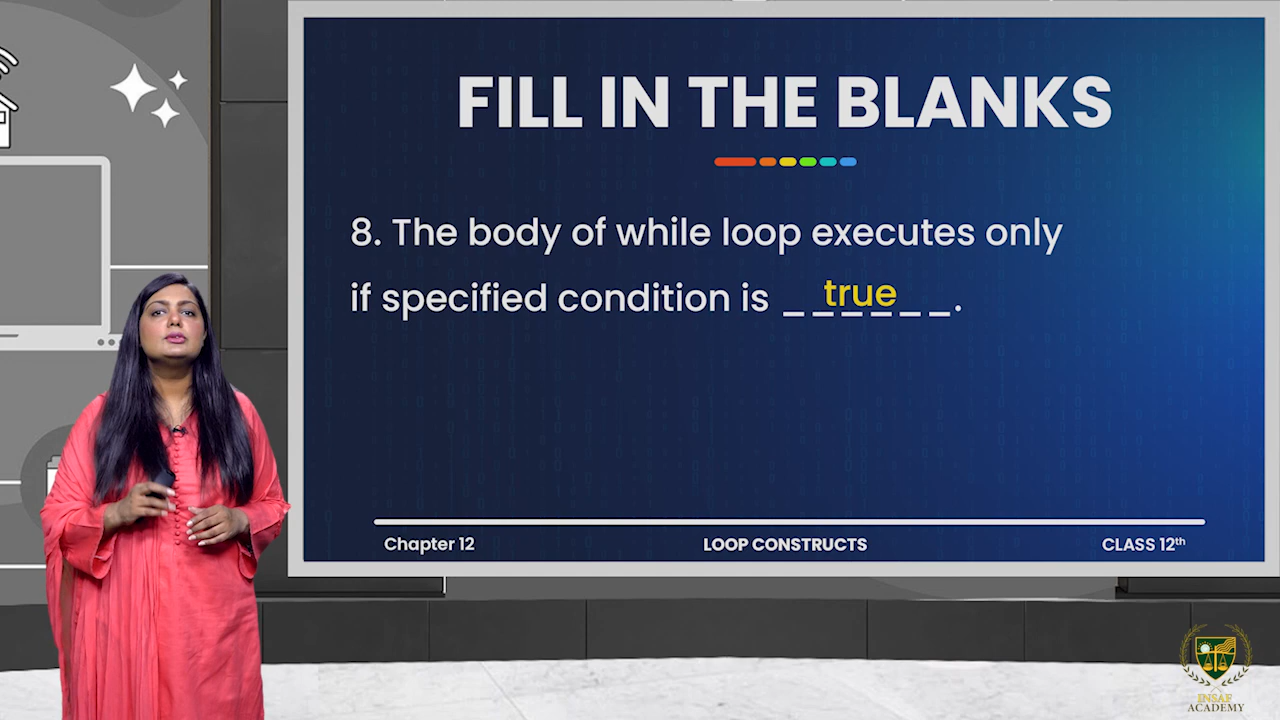 FILL IN THE BLANKS
8. The body of while loop executes only
if specified condition is true.
Chapter 12
LOOP CONSTRUCTS
CLASS 12th
INSAF
ACADEMY